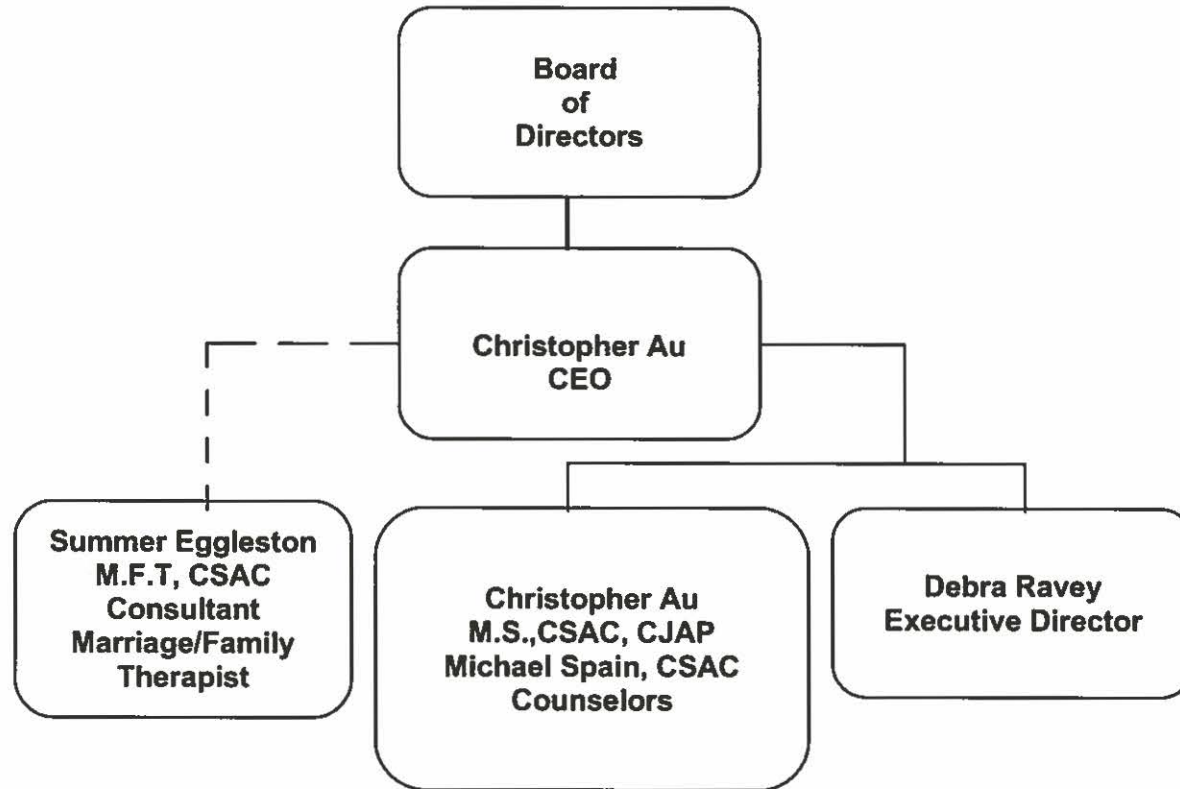 Board
of
Directors
Christopher Au
CEO
Summer Eggleston
M.F.T, CSAC
Consultant
Marriage/Family
Therapist
Christopher Au
M.S.,CSAC, CJAP
Michael Spain, CSAC
Counselors
Debra Ravey
Executive Director